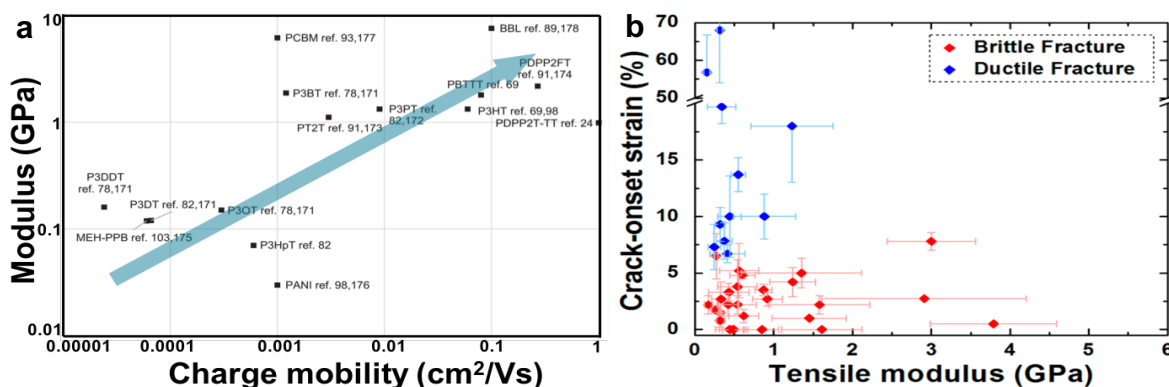 a
Modulus (GPa)
10
1
0.1
0.01
PCBM ref. 93,177
BBL ref. 89,178
PDPP2FT
ref. 91,174
PBTTT ref. 69
P3BT ref. 78,171
P3PT ref.
82,172
P3HT ref. 69,98
PT2T ref. 91,173
PDPP2T-TT ref. 24
P3DDT
ref. 78,171
P3DT ref. 82,171
P3OT ref. 78,171
MEH-PPB ref. 103,175
P3HpT ref. 82
PANI ref. 98,176
0.00001 0.0001 0.001 0.01 0.1 1
Charge mobility (cm²/Vs)
b
Crack-onset strain (%)
70
60
50
20
15
10
5
0
Brittle Fracture
Ductile Fracture
0 1 2 3 4 5 6
Tensile modulus (GPa)